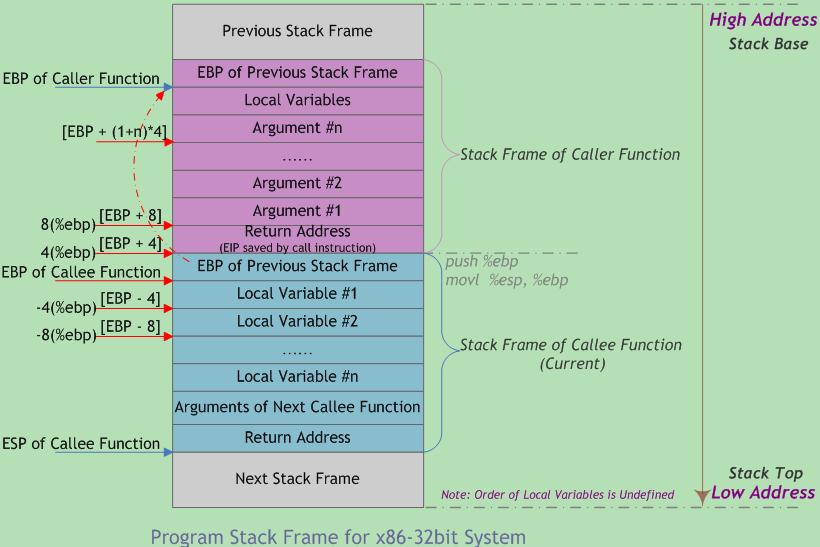 High Address
Previous Stack Frame
Stack Base
EBP of Previous Stack Frame
EBP of Caller Function
Local Variables
Argument #n
[EBP + (1+n)*4]
......
Stack Frame of Caller Function
Argument #2
Argument #1
[EBP + 8]
8(%ebp)
Return Address
(EIP saved by call instruction)
[EBP + 4]
4(%ebp)
push %ebp
EBP of Previous Stack Frame
EBP of Callee Function
movl %esp, %ebp
Local Variable #1
[EBP - 4]
-4(%ebp)
Local Variable #2
[EBP - 8]
-8(%ebp)
Stack Frame of Callee Function
(Current)
......
Local Variable #n
Arguments of Next Callee Function
Return Address
ESP of Callee Function
Next Stack Frame
Stack Top
Low Address
Note: Order of Local Variables is Undefined
Program Stack Frame for x86-32bit System